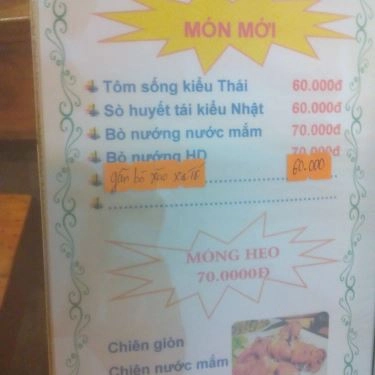 MÓN MỚI
Tôm sống kiểu Thái 60.000đ
Sò huyết tái kiểu Nhật 60.000đ
Bò nướng nước mắm 70.000đ
Bò nướng HD 70.000đ
gân bò xào 60.000
MÓNG HEO
70.0000Đ
Chiên giòn
Chiên nước mắm